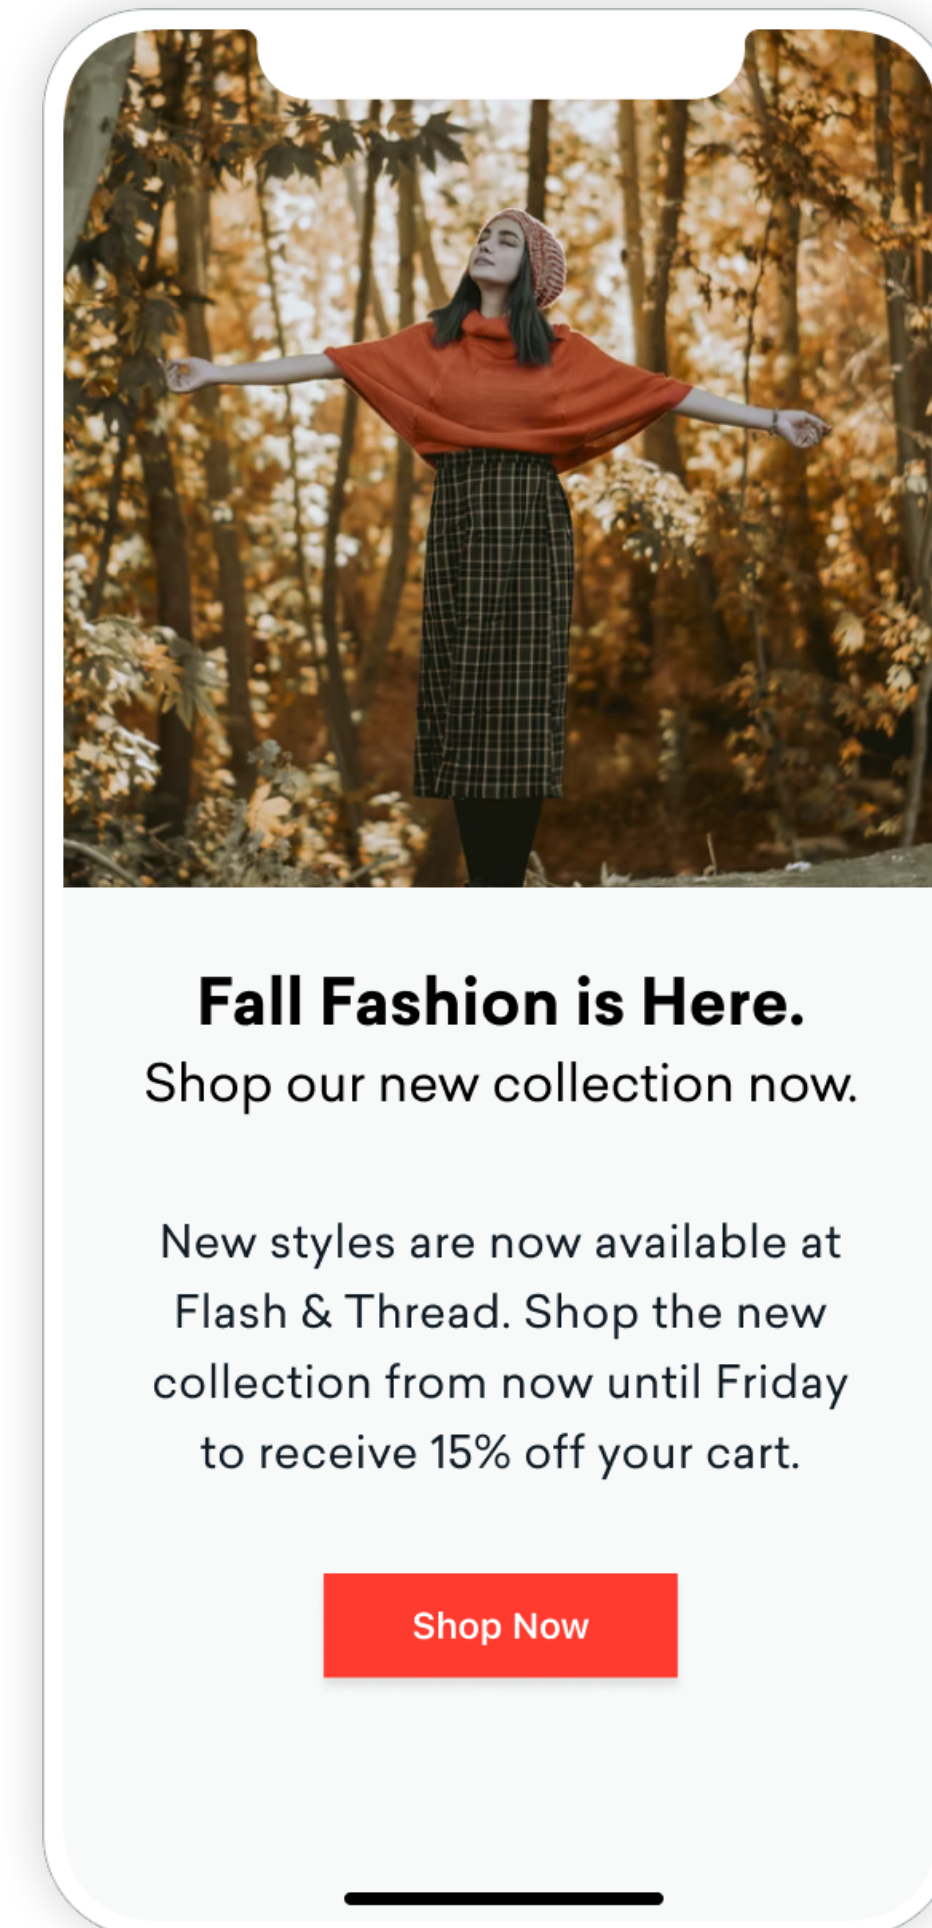 Fall Fashion is Here.
Shop our new collection now.
New styles are now available at
Flash & Thread. Shop the new
collection from now until Friday
to receive 15% off your cart.
Shop Now